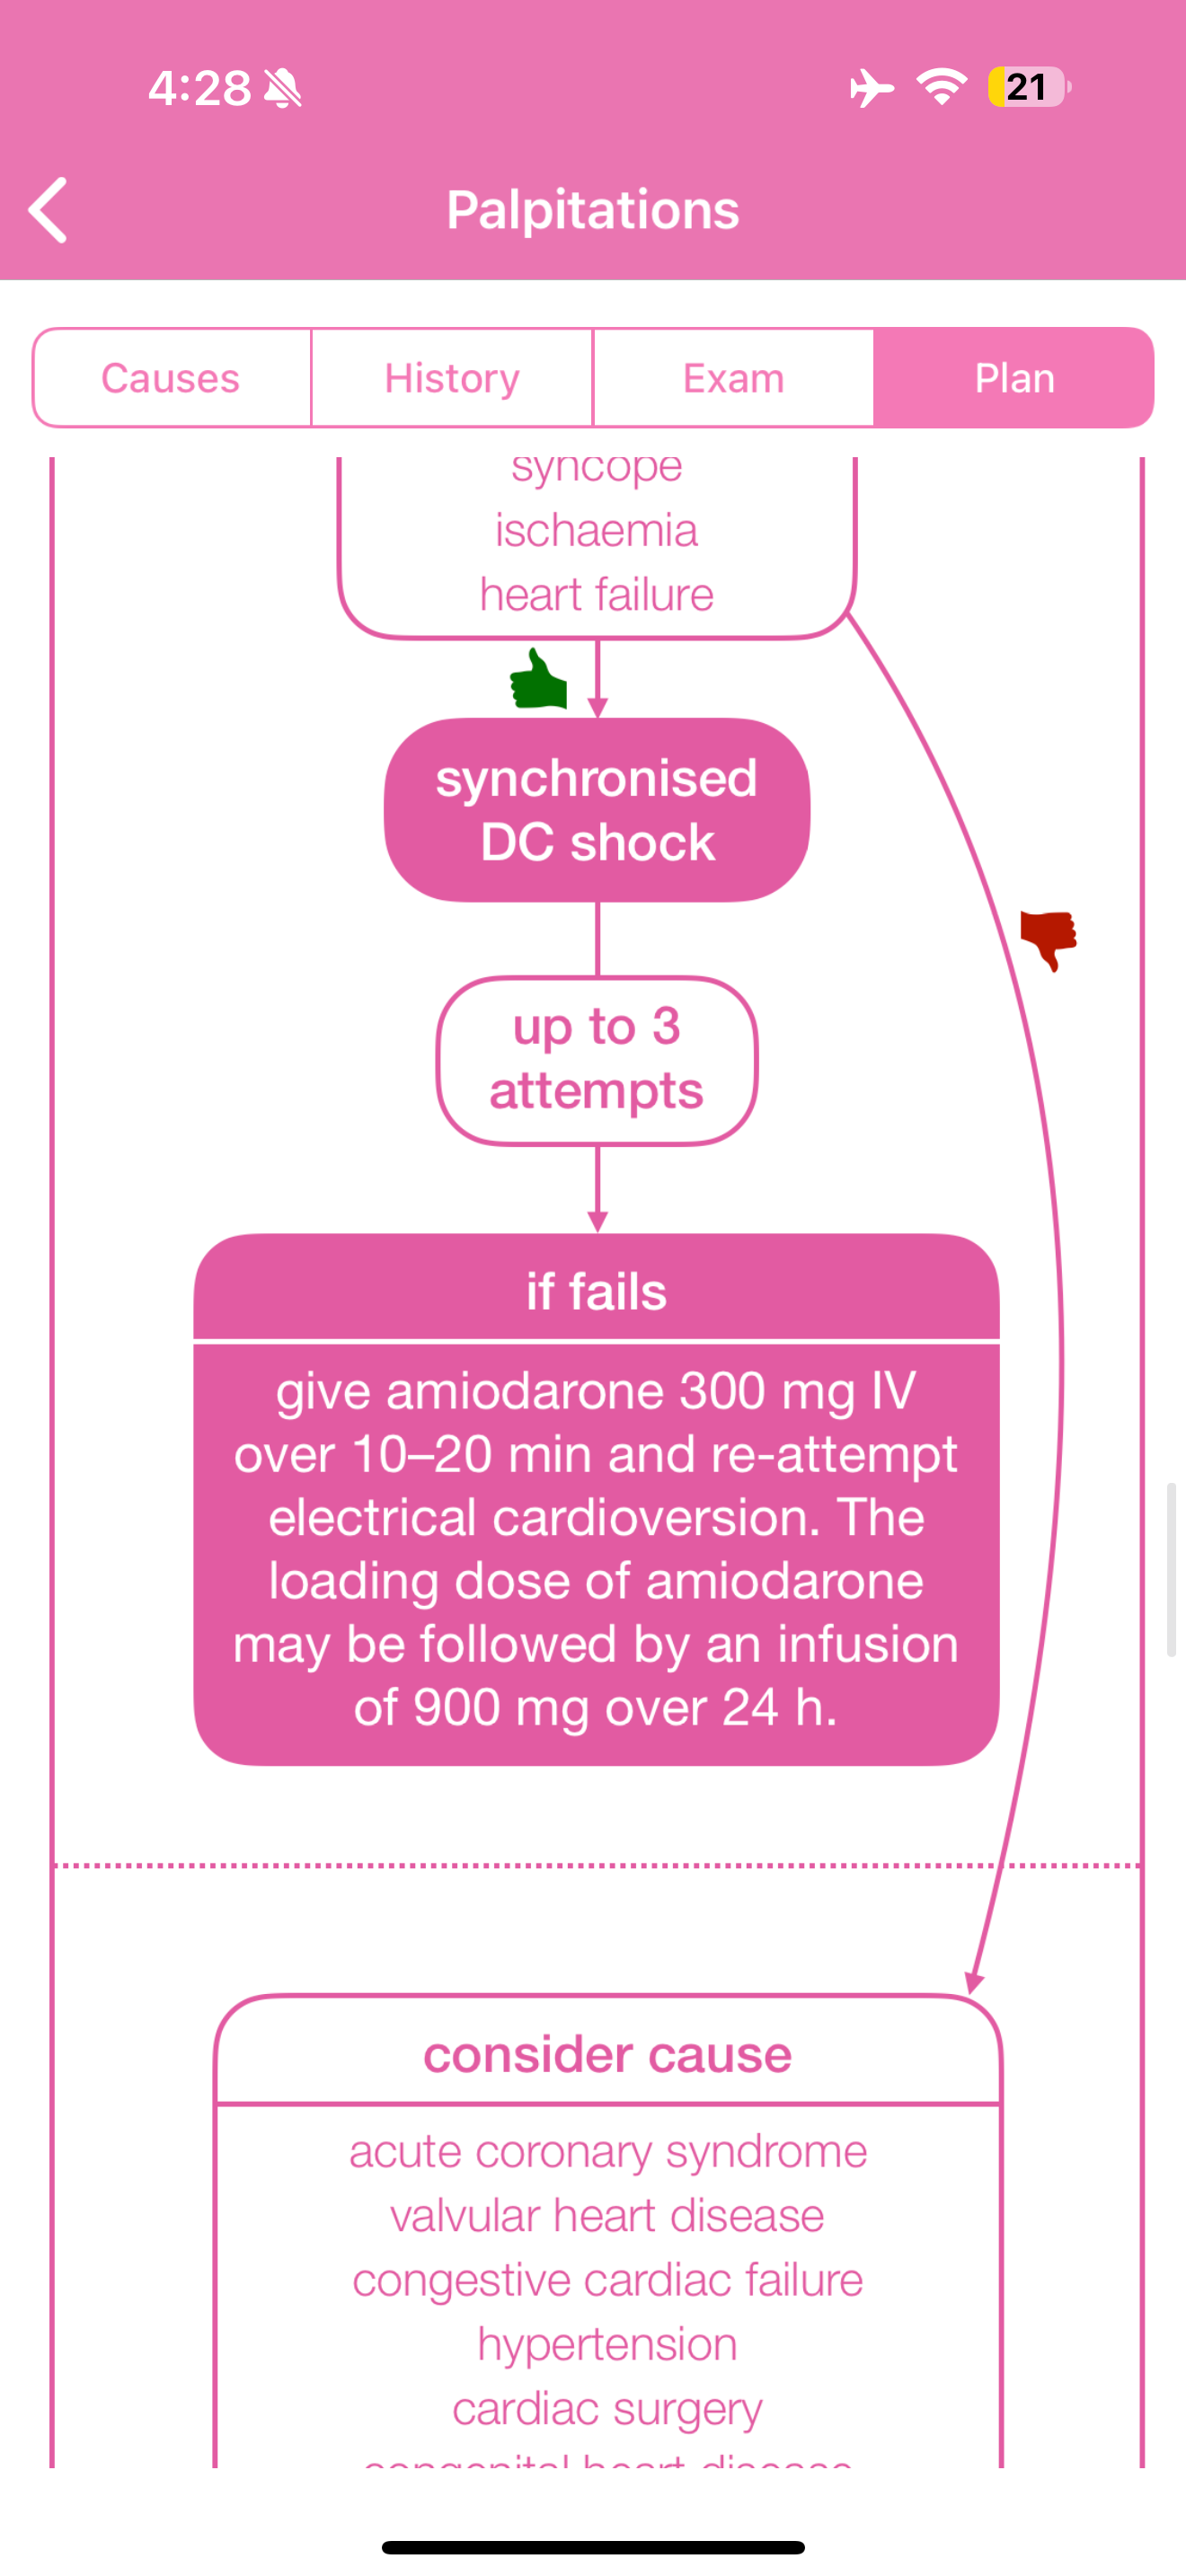 4:28
21
Palpitations
Causes
History
Exam
Plan
syncope
ischaemia
heart failure
synchronised
DC shock
up to 3
attempts
if fails
give amiodarone 300 mg IV
over 10–20 min and re-attempt
electrical cardioversion. The
loading dose of amiodarone
may be followed by an infusion
of 900 mg over 24 h.
consider cause
acute coronary syndrome
valvular heart disease
congestive cardiac failure
hypertension
cardiac surgery
congenital heart disease